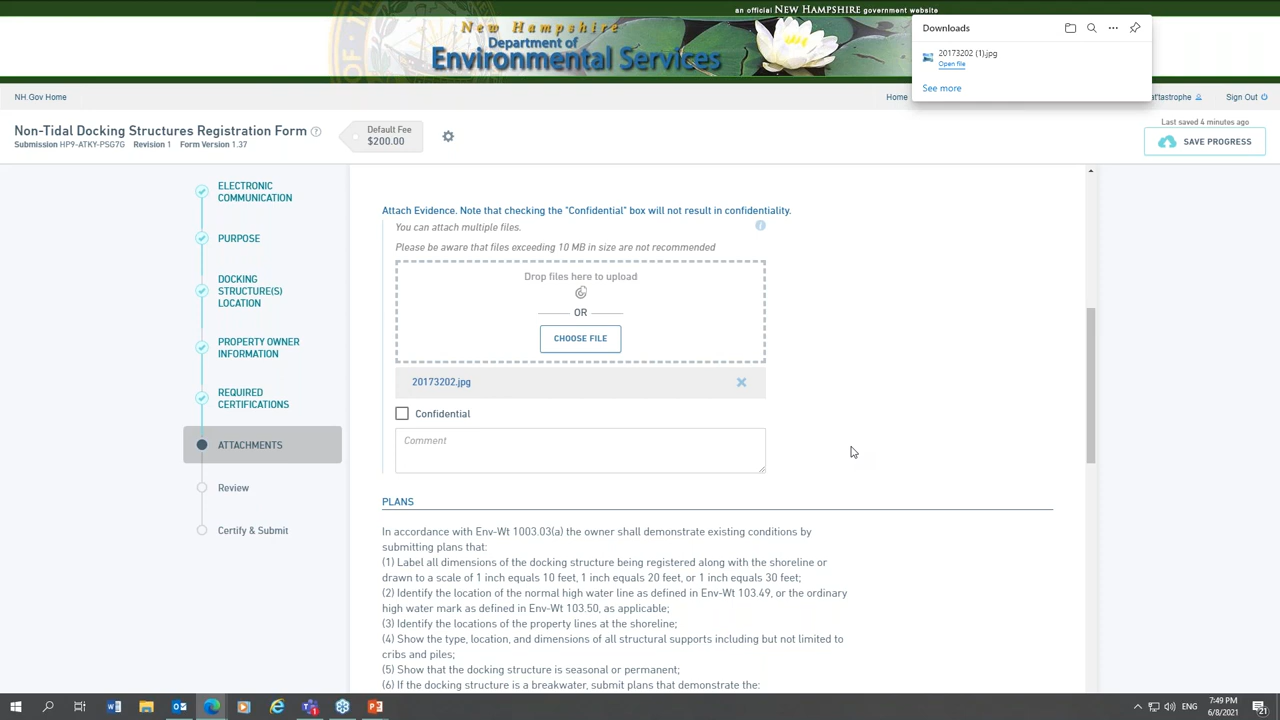 an official NEW HAMPSHIRE government website
New Hampshire
Department of
Environmental Services
Downloads
20173202 (1).jpg
Open file
See more
NH.Gov Home
Home
at'tastrophe
Sign Out
Non-Tidal Docking Structures Registration Form
Submission HP9-ATKY-PSG7G Revision 1 Form Version 1.37
Default Fee
$200.00
Last saved 4 minutes ago
SAVE PROGRESS
ELECTRONIC
COMMUNICATION
PURPOSE
DOCKING
STRUCTURE(S)
LOCATION
PROPERTY OWNER
INFORMATION
REQUIRED
CERTIFICATIONS
ATTACHMENTS
Review
Certify & Submit
Attach Evidence. Note that checking the "Confidential" box will not result in confidentiality.
You can attach multiple files.
Please be aware that files exceeding 10 MB in size are not recommended
Drop files here to upload
OR
CHOOSE FILE
20173202.jpg
Confidential
Comment
PLANS
In accordance with Env-Wt 1003.03(a) the owner shall demonstrate existing conditions by
submitting plans that:
(1) Label all dimensions of the docking structure being registered along with the shoreline or
drawn to a scale of 1 inch equals 10 feet, 1 inch equals 20 feet, or 1 inch equals 30 feet;
(2) Identify the location of the normal high water line as defined in Env-Wt 103.49, or the ordinary
high water mark as defined in Env-Wt 103.50, as applicable;
(3) Identify the locations of the property lines at the shoreline;
(4) Show the type, location, and dimensions of all structural supports including but not limited to
cribs and piles;
(5) Show that the docking structure is seasonal or permanent;
(6) If the docking structure is a breakwater, submit plans that demonstrate the:
ENG
7:49 PM
6/8/2021
21